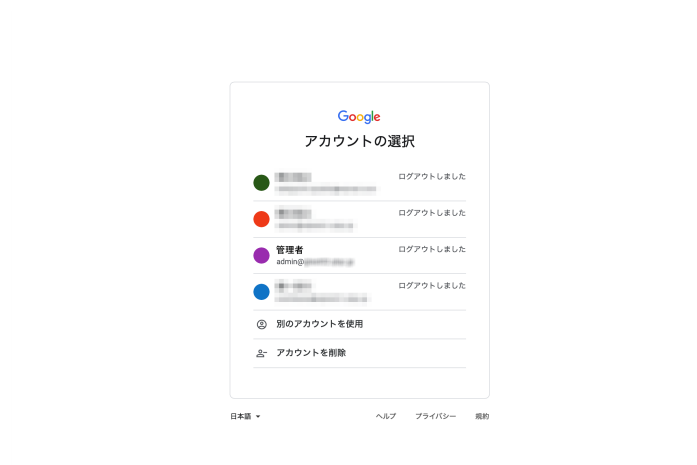 Google
アカウントの選択
ログアウトしました
ログアウトしました
管理者
ログアウトしました
admin@
ログアウトしました
別のアカウントを使用
アカウントを削除
日本語
ヘルプ
プライバシー
規約